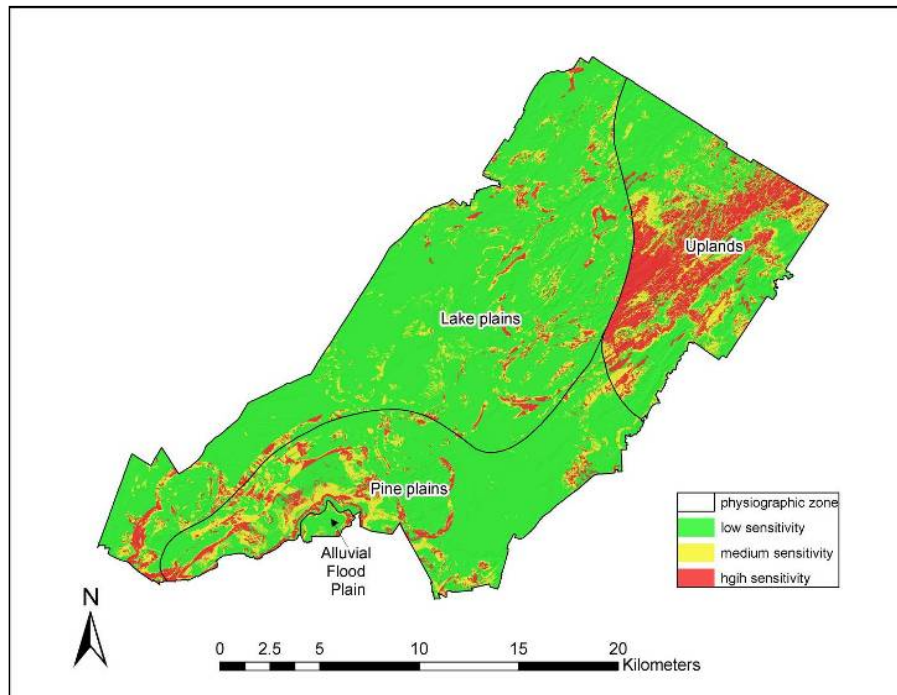 Uplands
Lake plains
Pine plains
Alluvial
Flood
Plain
physiographic zone
low sensitivity
medium sensitivity
hgih sensitivity
N
0 2.5 5 10 15 20
Kilometers